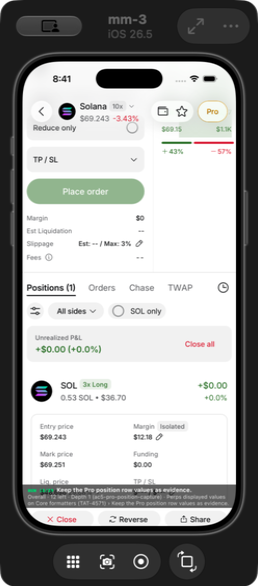 mm-3
iOS 26.5
8:41
Solana 10x
$69.243 -3.43%
Pro
Reduce only
$69.15 $1.1K
+ 43% − 57%
TP / SL
Place order
Margin $0
Est Liquidation --
Slippage Est: -- / Max: 3%
Fees --
Positions (1) Orders Chase TWAP
All sides SOL only
Unrealized P&L
+$0.00 (+0.0%)
Close all
SOL 3x Long +$0.00
0.53 SOL • $36.70 +0.0%
Entry price Margin Isolated
$69.243 $12.18
Mark price Funding
$69.251 $0.00
Liq. price TP / SL
Keep the Pro position row values as evidence.
Close Reverse Share